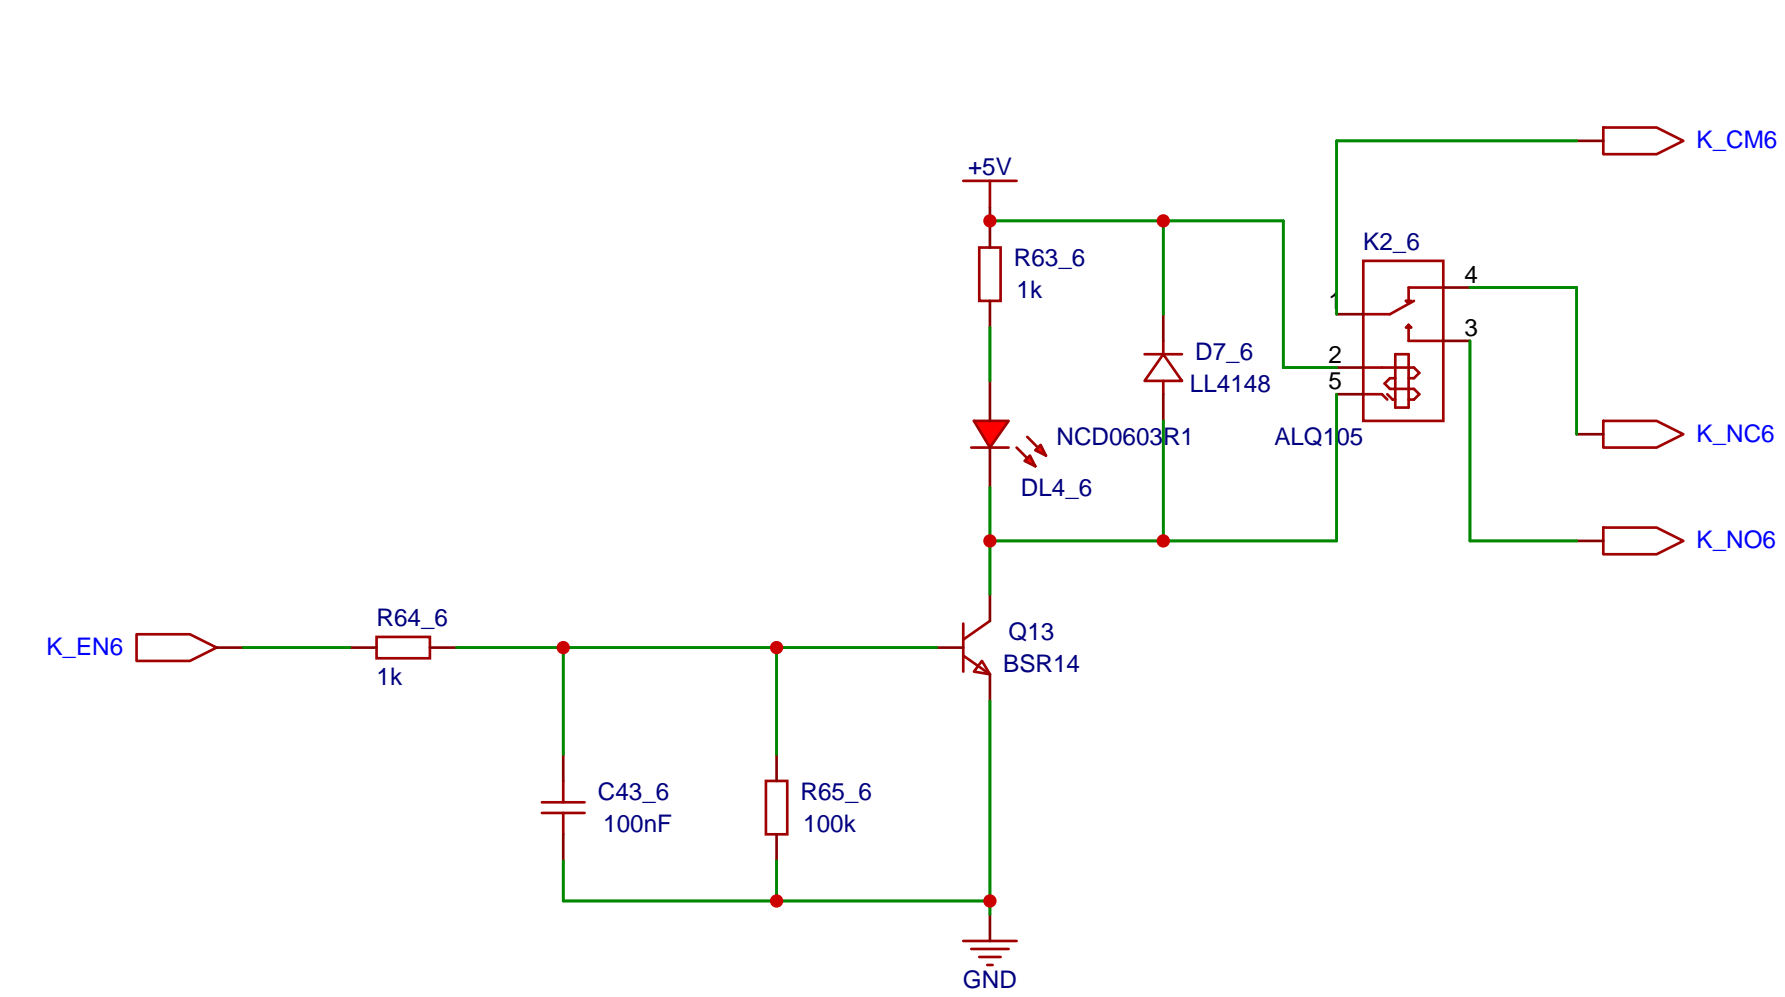 K_CM6
+5V
K2_6
R63_6
1k
4
1
3
D7_6
2
LL4148
5
NCD0603R1
ALQ105
K_NC6
DL4_6
K_NO6
R64_6
Q13
K_EN6
BSR14
1k
C43_6
R65_6
100nF
100k
GND